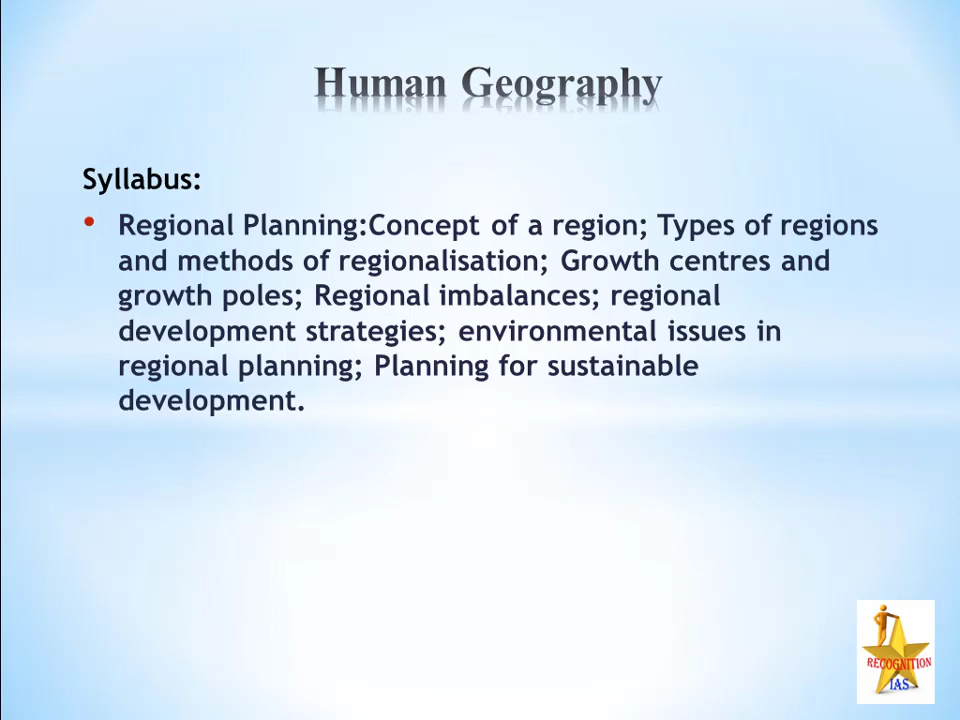 Human Geography
Syllabus:
• Regional Planning:Concept of a region; Types of regions
and methods of regionalisation; Growth centres and
growth poles; Regional imbalances; regional
development strategies; environmental issues in
regional planning; Planning for sustainable
development.
RECOGNITION
IAS